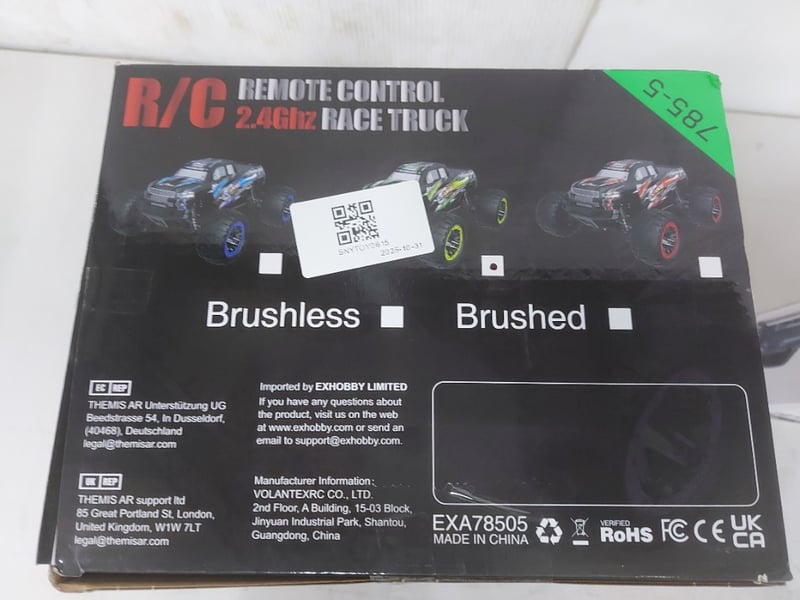 R/C REMOTE CONTROL
2.4Ghz RACE TRUCK
785-5
SNYTOY0815
2025-10-31
Brushless
Brushed
EC REP
THEMIS AR Unterstützung UG
Beedstrasse 54, In Dusseldorf,
(40468), Deutschland
legal@themisar.com
UK REP
THEMIS AR support ltd
85 Great Portland St, London,
United Kingdom, W1W 7LT
legal@themisar.com
Imported by EXHOBBY LIMITED
If you have any questions about
the product, visit us on the web
at www.exhobby.com or send an
email to support@exhobby.com.
Manufacturer Information:
VOLANTEXRC CO., LTD.
2nd Floor, A Building, 15-03 Block,
Jinyuan Industrial Park, Shantou,
Guangdong, China
EXA78505
MADE IN CHINA
VERIFIED
RoHS
FC CE UK
CA